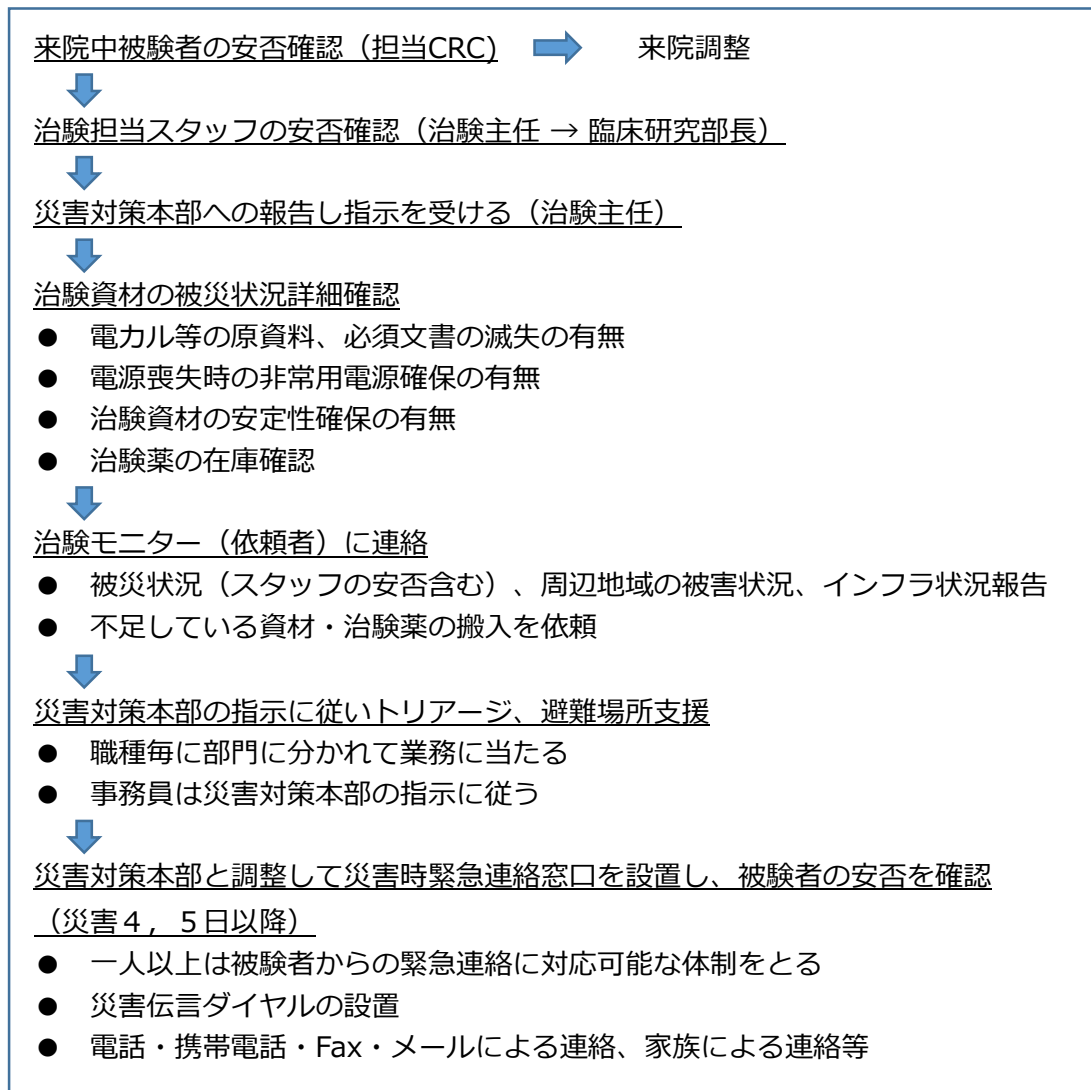 来院中被験者の安否確認（担当CRC) 来院調整
治験担当スタッフの安否確認（治験主任 → 臨床研究部長）
災害対策本部への報告し指示を受ける（治験主任）
治験資材の被災状況詳細確認
● 電カル等の原資料、必須文書の滅失の有無
● 電源喪失時の非常用電源確保の有無
● 治験資材の安定性確保の有無
● 治験薬の在庫確認
治験モニター（依頼者）に連絡
● 被災状況（スタッフの安否含む）、周辺地域の被害状況、インフラ状況報告
● 不足している資材・治験薬の搬入を依頼
災害対策本部の指示に従いトリアージ、避難場所支援
● 職種毎に部門に分かれて業務に当たる
● 事務員は災害対策本部の指示に従う
災害対策本部と調整して災害時緊急連絡窓口を設置し、被験者の安否を確認
（災害４，５日以降）
● 一人以上は被験者からの緊急連絡に対応可能な体制をとる
● 災害伝言ダイヤルの設置
● 電話・携帯電話・Fax・メールによる連絡、家族による連絡等